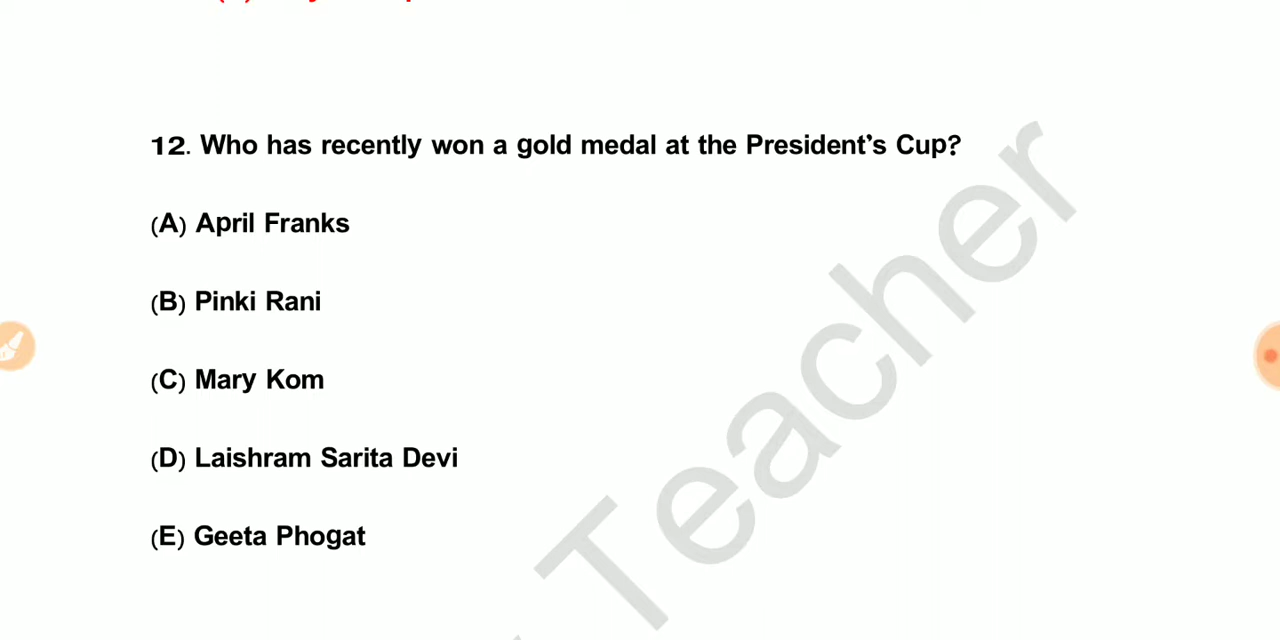 12. Who has recently won a gold medal at the President's Cup?
(A) April Franks
(B) Pinki Rani
(C) Mary Kom
(D) Laishram Sarita Devi
(E) Geeta Phogat
Teacher